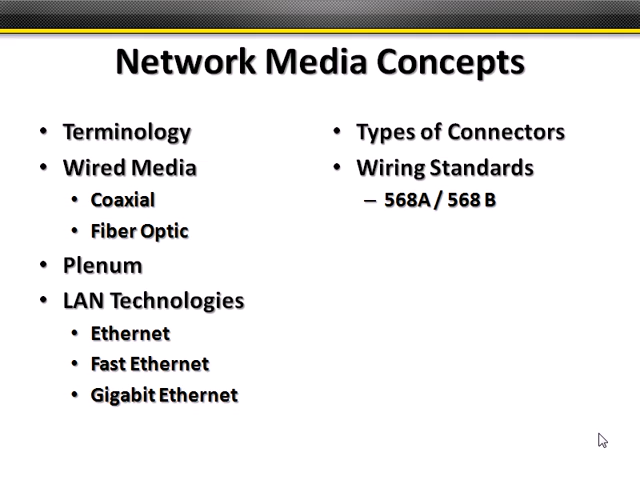 Network Media Concepts
• Terminology
• Wired Media
• Coaxial
• Fiber Optic
• Plenum
• LAN Technologies
• Ethernet
• Fast Ethernet
• Gigabit Ethernet
• Types of Connectors
• Wiring Standards
– 568A / 568 B